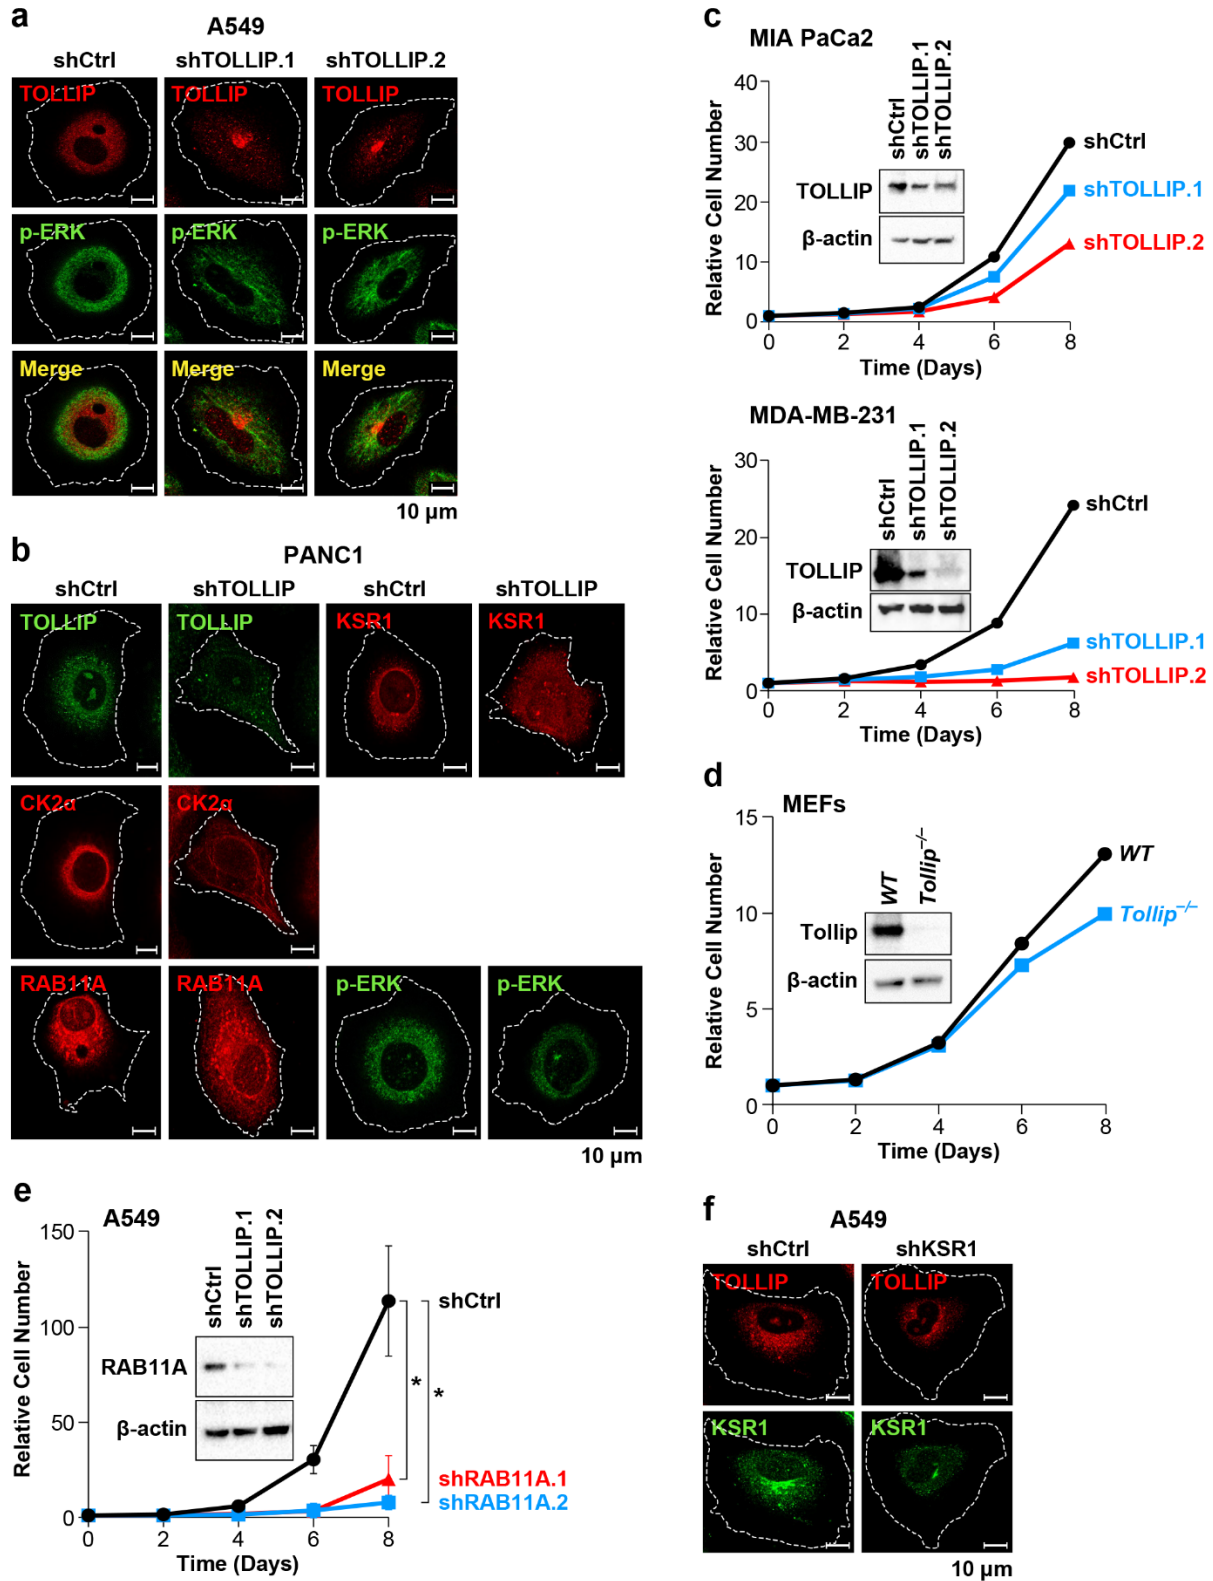 a
A549
shCtrl shTOLLIP.1 shTOLLIP.2
TOLLIP TOLLIP TOLLIP
p-ERK p-ERK p-ERK
Merge Merge Merge
10 µm
b
PANC1
shCtrl shTOLLIP shCtrl shTOLLIP
TOLLIP TOLLIP KSR1 KSR1
CK2α CK2α
RAB11A RAB11A p-ERK p-ERK
10 µm
c
MIA PaCa2
shCtrl
shTOLLIP.1
shTOLLIP.2
TOLLIP
β-actin
Relative Cell Number
40
30
20
10
0
0 2 4 6 8
Time (Days)
shCtrl
shTOLLIP.1
shTOLLIP.2
MDA-MB-231
shCtrl
shTOLLIP.1
shTOLLIP.2
TOLLIP
β-actin
Relative Cell Number
30
20
10
0
0 2 4 6 8
Time (Days)
shCtrl
shTOLLIP.1
shTOLLIP.2
d
MEFs
WT
Tollip–/–
Tollip
β-actin
Relative Cell Number
15
10
5
0
0 2 4 6 8
Time (Days)
WT
Tollip–/–
e
A549
shCtrl
shTOLLIP.1
shTOLLIP.2
RAB11A
β-actin
Relative Cell Number
150
100
50
0
0 2 4 6 8
Time (Days)
shCtrl
*
*
shRAB11A.1
shRAB11A.2
f
A549
shCtrl shKSR1
TOLLIP TOLLIP
KSR1 KSR1
10 µm